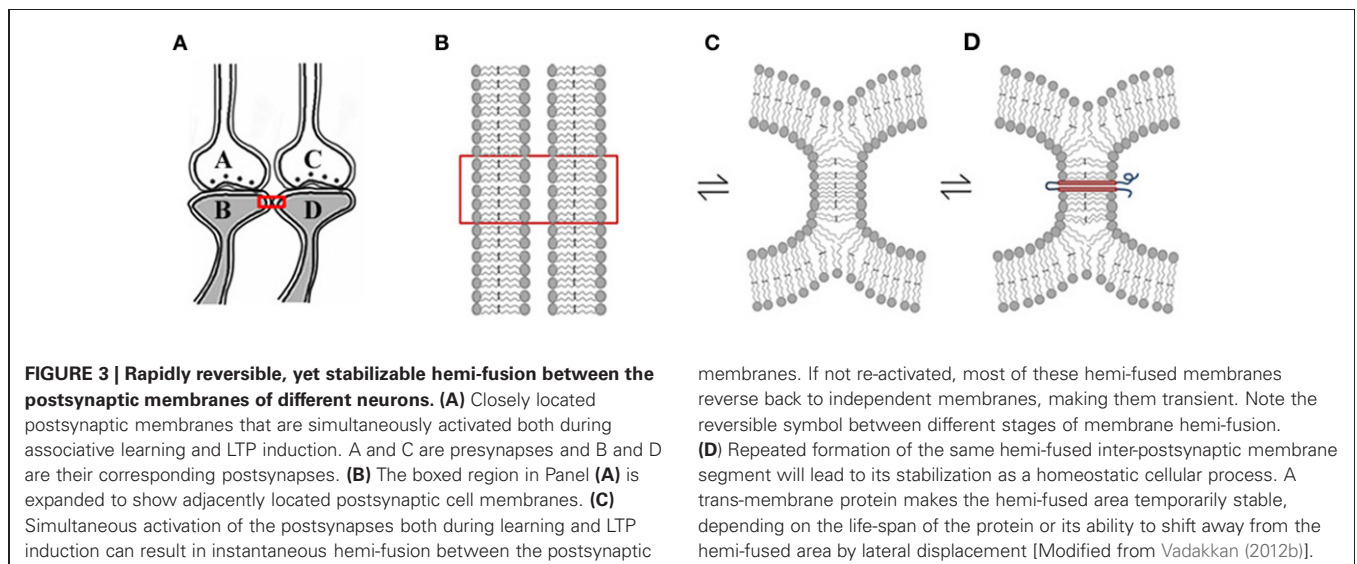 A
B
C
D
A
C
B
D
FIGURE 3 | Rapidly reversible, yet stabilizable hemi-fusion between the
postsynaptic membranes of different neurons. (A) Closely located
postsynaptic membranes that are simultaneously activated both during
associative learning and LTP induction. A and C are presynapses and B and D
are their corresponding postsynapses. (B) The boxed region in Panel (A) is
expanded to show adjacently located postsynaptic cell membranes. (C)
Simultaneous activation of the postsynapses both during learning and LTP
induction can result in instantaneous hemi-fusion between the postsynaptic
membranes. If not re-activated, most of these hemi-fused membranes
reverse back to independent membranes, making them transient. Note the
reversible symbol between different stages of membrane hemi-fusion.
(D) Repeated formation of the same hemi-fused inter-postsynaptic membrane
segment will lead to its stabilization as a homeostatic cellular process. A
trans-membrane protein makes the hemi-fused area temporarily stable,
depending on the life-span of the protein or its ability to shift away from the
hemi-fused area by lateral displacement [Modified from Vadakkan (2012b)].